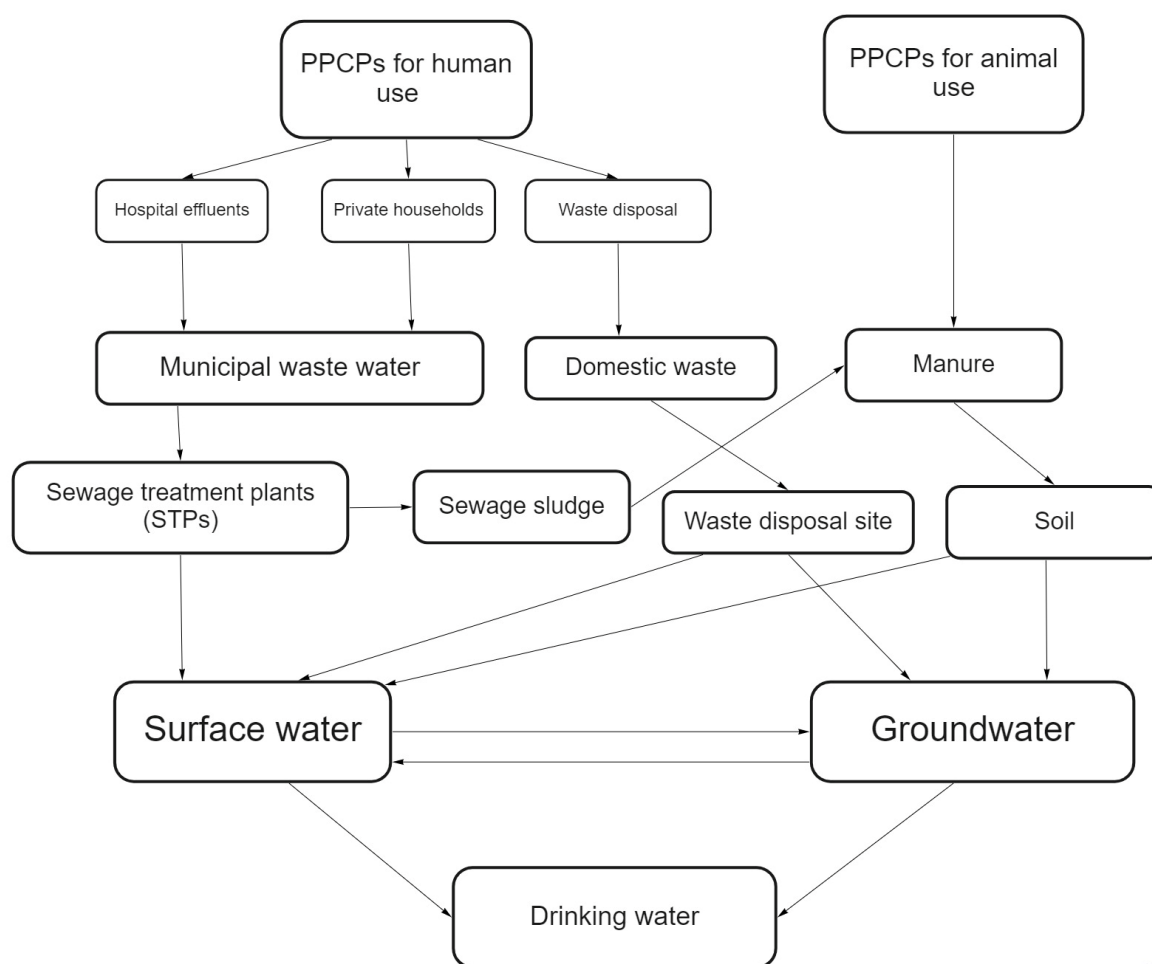 PPCPs for human
use
PPCPs for animal
use
Hospital effluents
Private households
Waste disposal
Municipal waste water
Domestic waste
Manure
Sewage treatment plants
(STPs)
Sewage sludge
Waste disposal site
Soil
Surface water
Groundwater
Drinking water